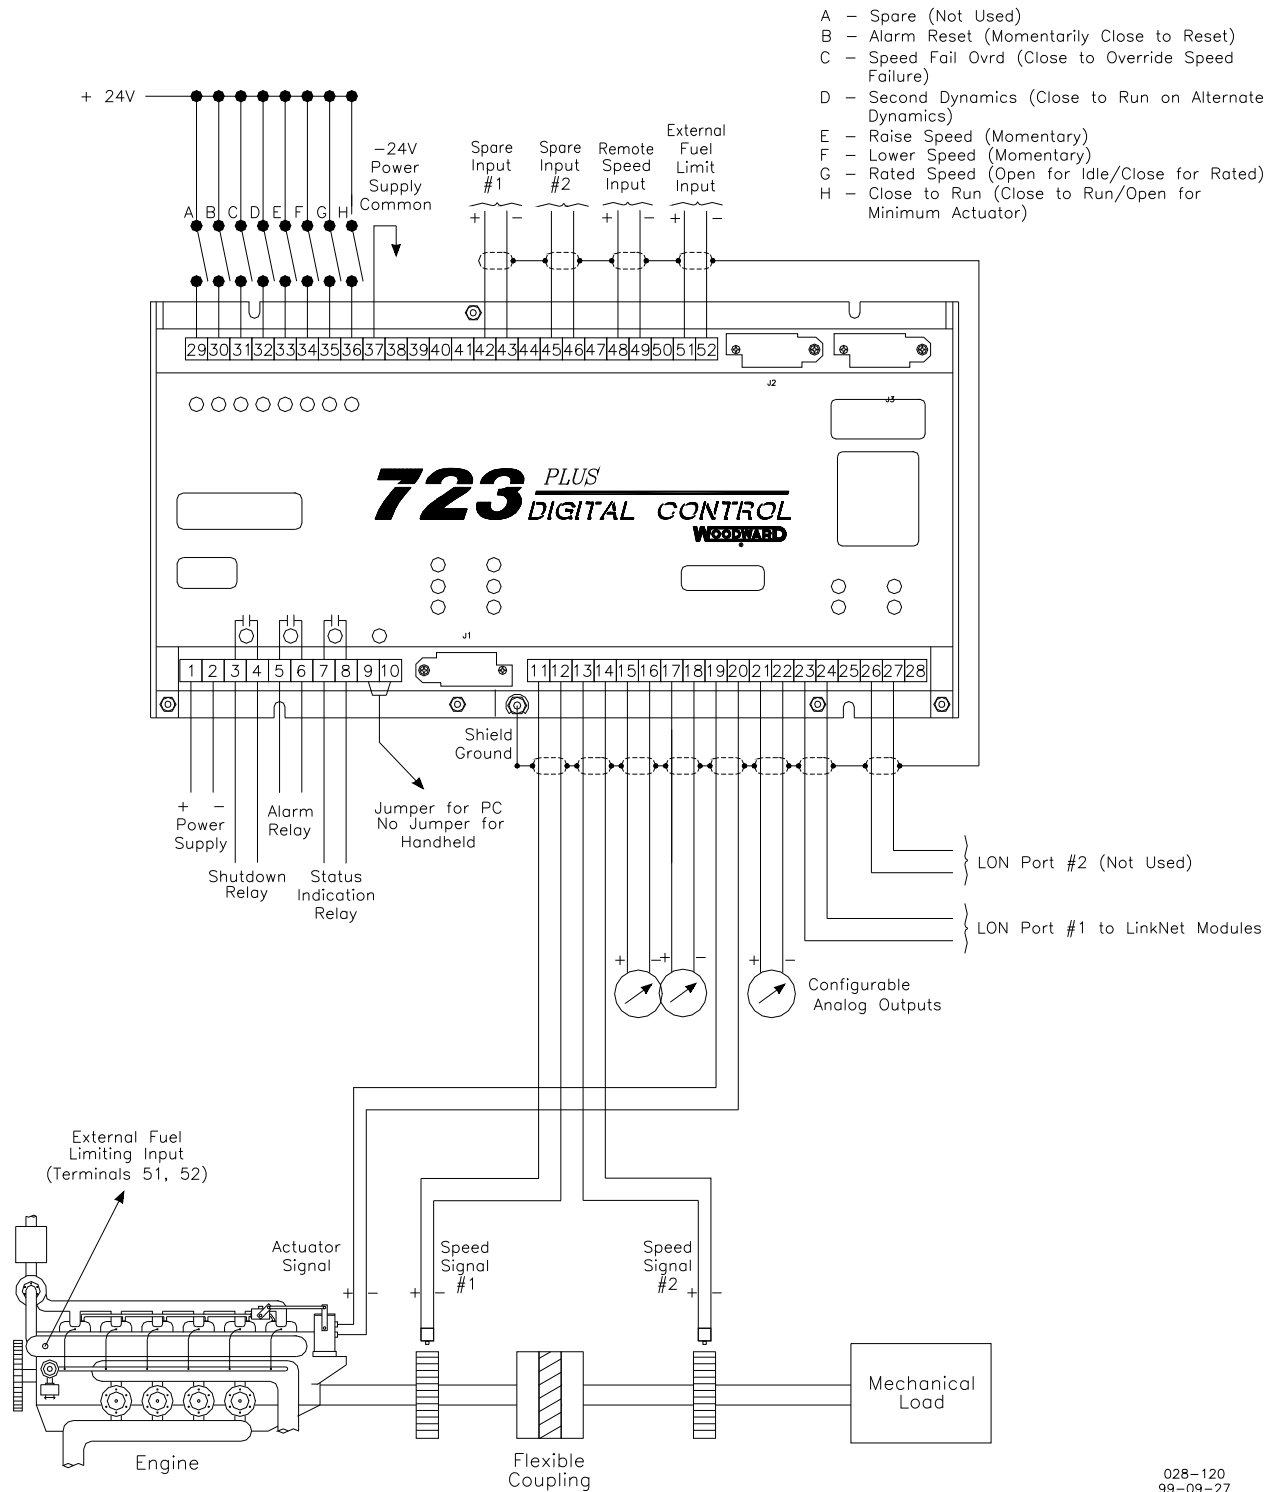 A – Spare (Not Used)
B – Alarm Reset (Momentarily Close to Reset)
C – Speed Fail Ovrd (Close to Override Speed
Failure)
D – Second Dynamics (Close to Run on Alternate
Dynamics)
E – Raise Speed (Momentary)
F – Lower Speed (Momentary)
G – Rated Speed (Open for Idle/Close for Rated)
H – Close to Run (Close to Run/Open for
Minimum Actuator)
+ 24V
A B C D E F G H
–24V
Power
Supply
Common
Spare
Input
#1
+ –
Spare
Input
#2
Remote
Speed
Input
+ –
External
Fuel
Limit
Input
+ –
29 30 31 32 33 34 35 36 37 38 39 40 41 42 43 44 45 46 47 48 49 50 51 52
J2
J3
723 PLUS
DIGITAL CONTROL
WOODWARD
J1
1 2 3 4 5 6 7 8 9 10
11 12 13 14 15 16 17 18 19 20 21 22 23 24 25 26 27 28
Shield
Ground
+ –
Power
Supply
Shutdown
Relay
Alarm
Relay
Status
Indication
Relay
Jumper for PC
No Jumper for
Handheld
LON Port #2 (Not Used)
LON Port #1 to LinkNet Modules
+ – + – + –
Configurable
Analog Outputs
External Fuel
Limiting Input
(Terminals 51, 52)
Actuator
Signal
+ –
Speed
Signal
#1
+ –
Speed
Signal
#2
+ –
Engine
Flexible
Coupling
Mechanical
Load
028–120
99–09–27